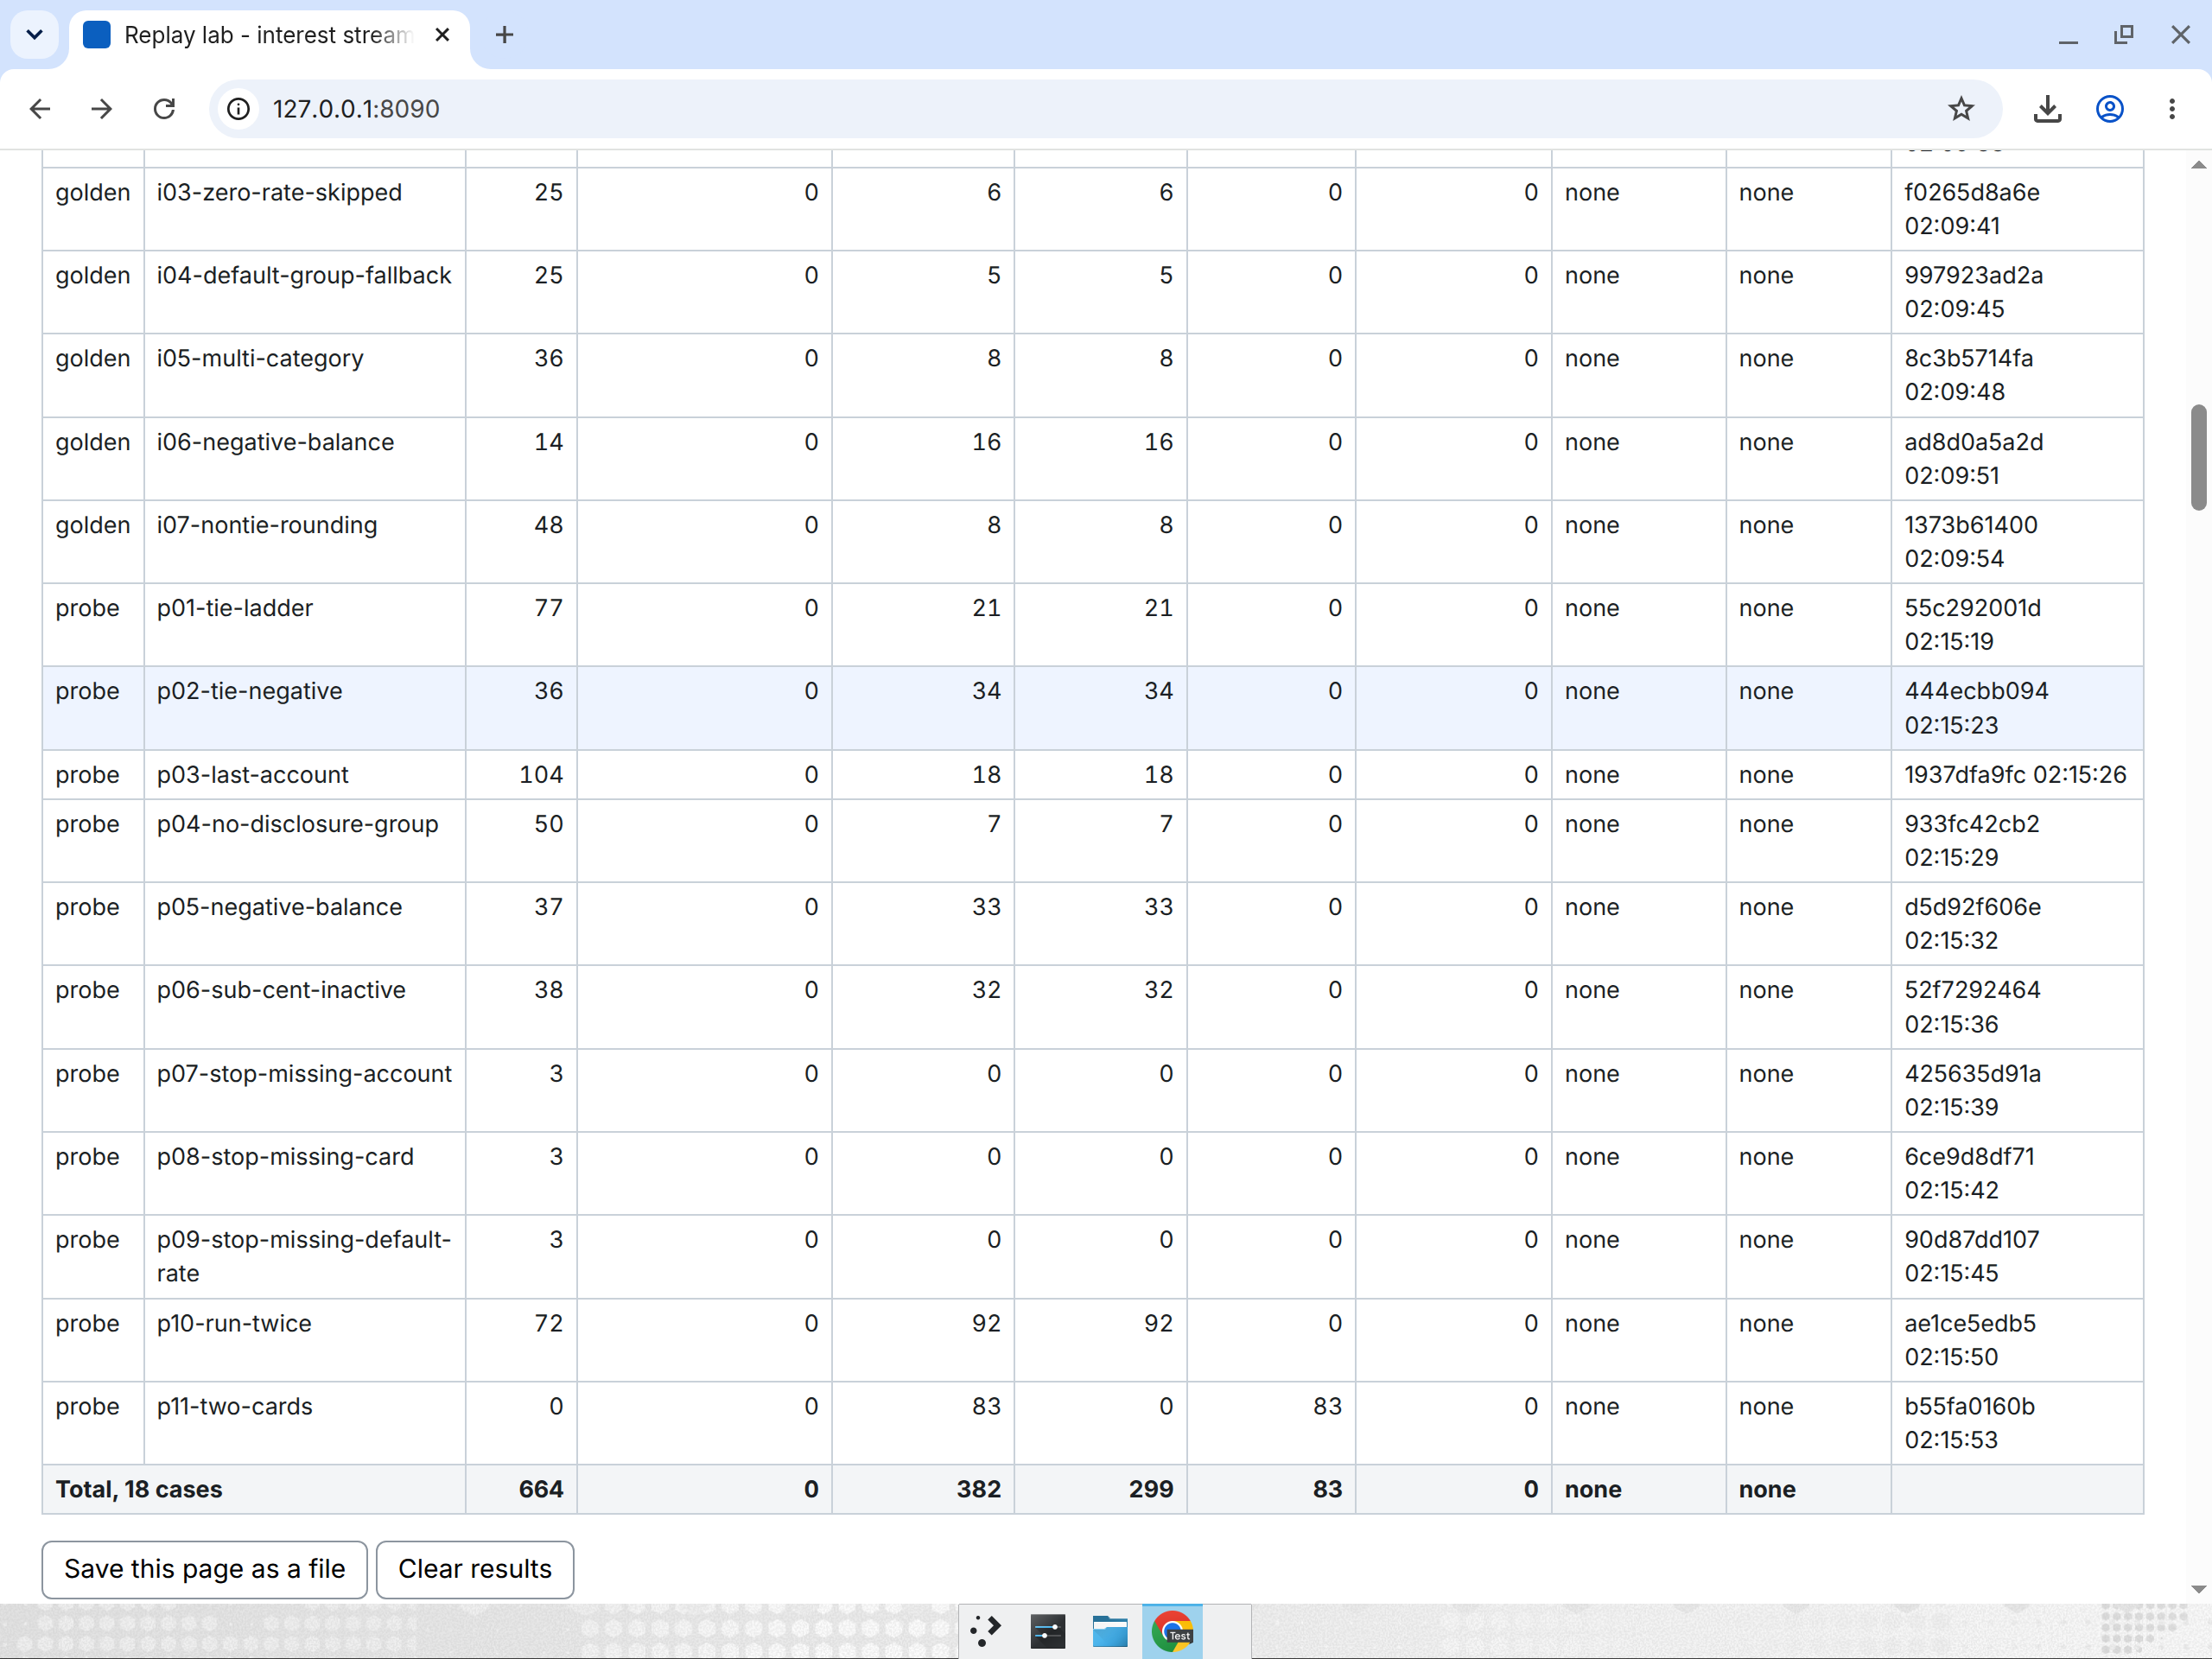 Replay lab - interest stream
127.0.0.1:8090
golden i03-zero-rate-skipped 25 0 6 6 0 0 none none f0265d8a6e
02:09:41
golden i04-default-group-fallback 25 0 5 5 0 0 none none 997923ad2a
02:09:45
golden i05-multi-category 36 0 8 8 0 0 none none 8c3b5714fa
02:09:48
golden i06-negative-balance 14 0 16 16 0 0 none none ad8d0a5a2d
02:09:51
golden i07-nontie-rounding 48 0 8 8 0 0 none none 1373b61400
02:09:54
probe p01-tie-ladder 77 0 21 21 0 0 none none 55c292001d
02:15:19
probe p02-tie-negative 36 0 34 34 0 0 none none 444ecbb094
02:15:23
probe p03-last-account 104 0 18 18 0 0 none none 1937dfa9fc 02:15:26
probe p04-no-disclosure-group 50 0 7 7 0 0 none none 933fc42cb2
02:15:29
probe p05-negative-balance 37 0 33 33 0 0 none none d5d92f606e
02:15:32
probe p06-sub-cent-inactive 38 0 32 32 0 0 none none 52f7292464
02:15:36
probe p07-stop-missing-account 3 0 0 0 0 0 none none 425635d91a
02:15:39
probe p08-stop-missing-card 3 0 0 0 0 0 none none 6ce9d8df71
02:15:42
probe p09-stop-missing-default- 3 0 0 0 0 0 none none 90d87dd107
rate 02:15:45
probe p10-run-twice 72 0 92 92 0 0 none none ae1ce5edb5
02:15:50
probe p11-two-cards 0 0 83 0 83 0 none none b55fa0160b
02:15:53
Total, 18 cases 664 0 382 299 83 0 none none
Save this page as a file Clear results
Test